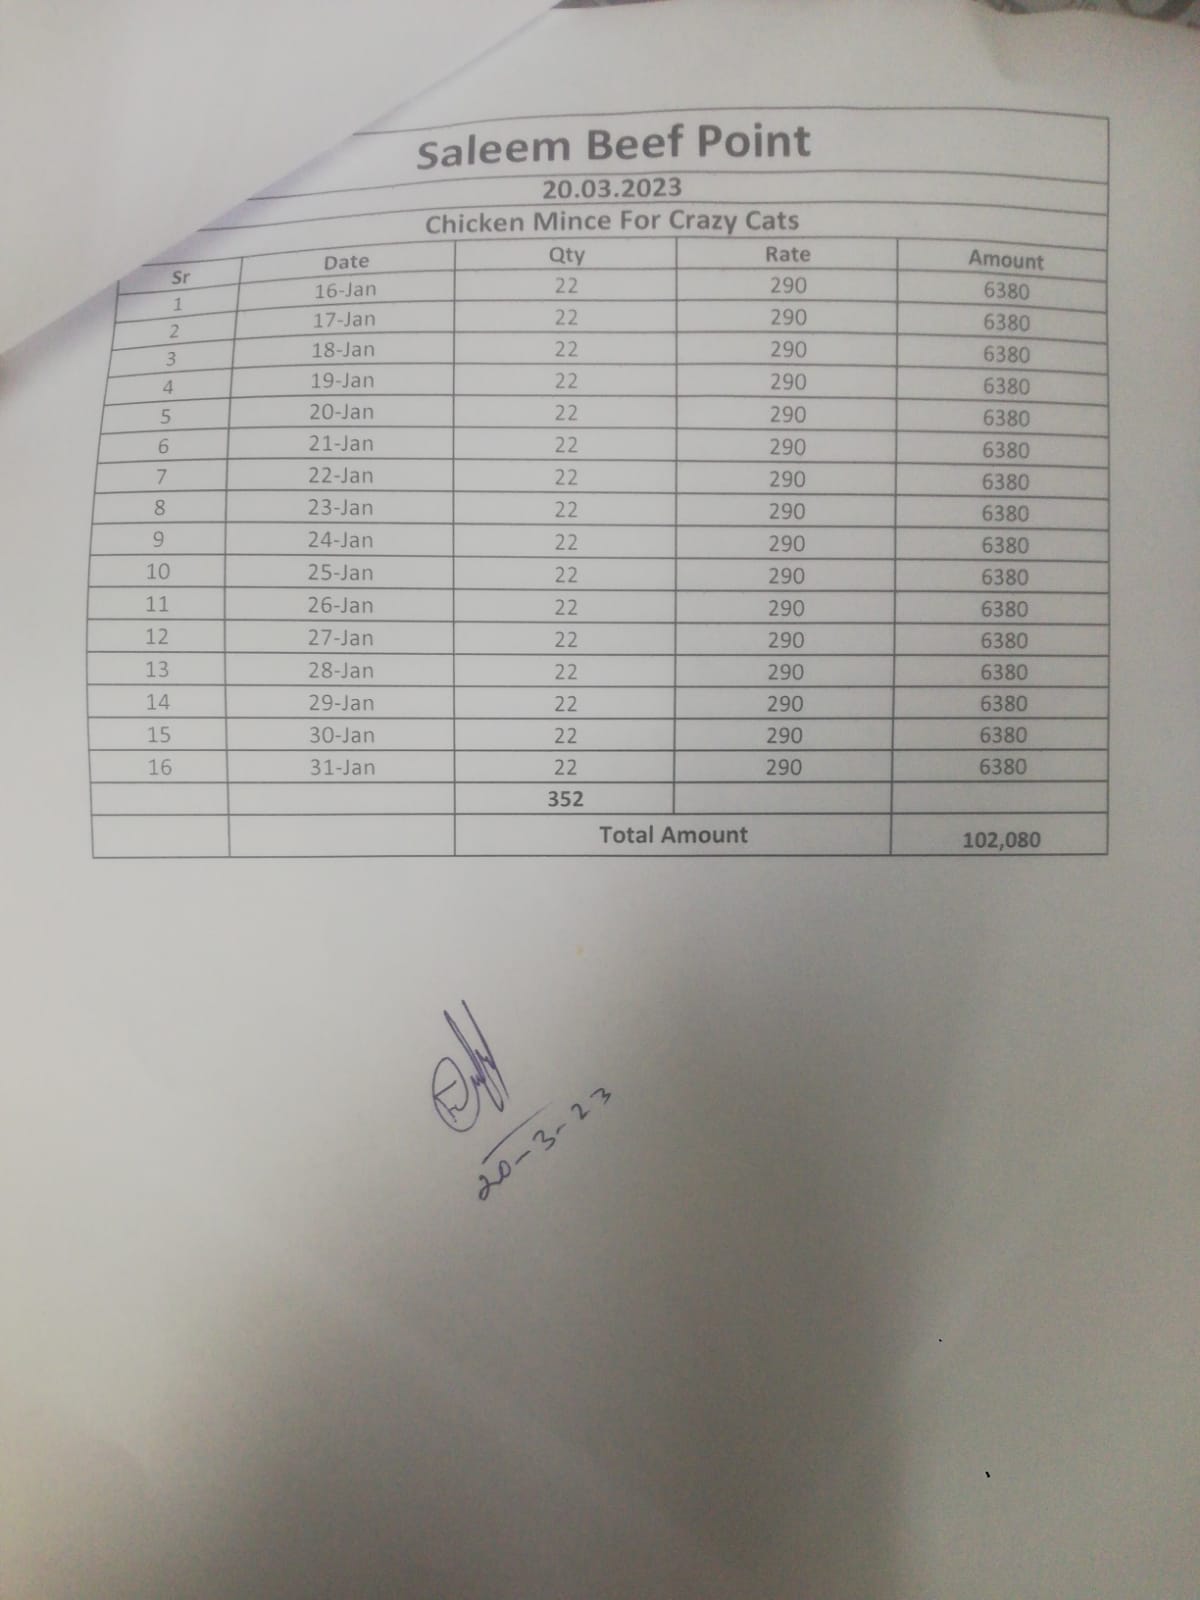 Saleem Beef Point
20.03.2023
Chicken Mince For Crazy Cats
Sr Date Qty Rate Amount
1 16-Jan 22 290 6380
2 17-Jan 22 290 6380
3 18-Jan 22 290 6380
4 19-Jan 22 290 6380
5 20-Jan 22 290 6380
6 21-Jan 22 290 6380
7 22-Jan 22 290 6380
8 23-Jan 22 290 6380
9 24-Jan 22 290 6380
10 25-Jan 22 290 6380
11 26-Jan 22 290 6380
12 27-Jan 22 290 6380
13 28-Jan 22 290 6380
14 29-Jan 22 290 6380
15 30-Jan 22 290 6380
16 31-Jan 22 290 6380
352
Total Amount 102,080
20-3-23